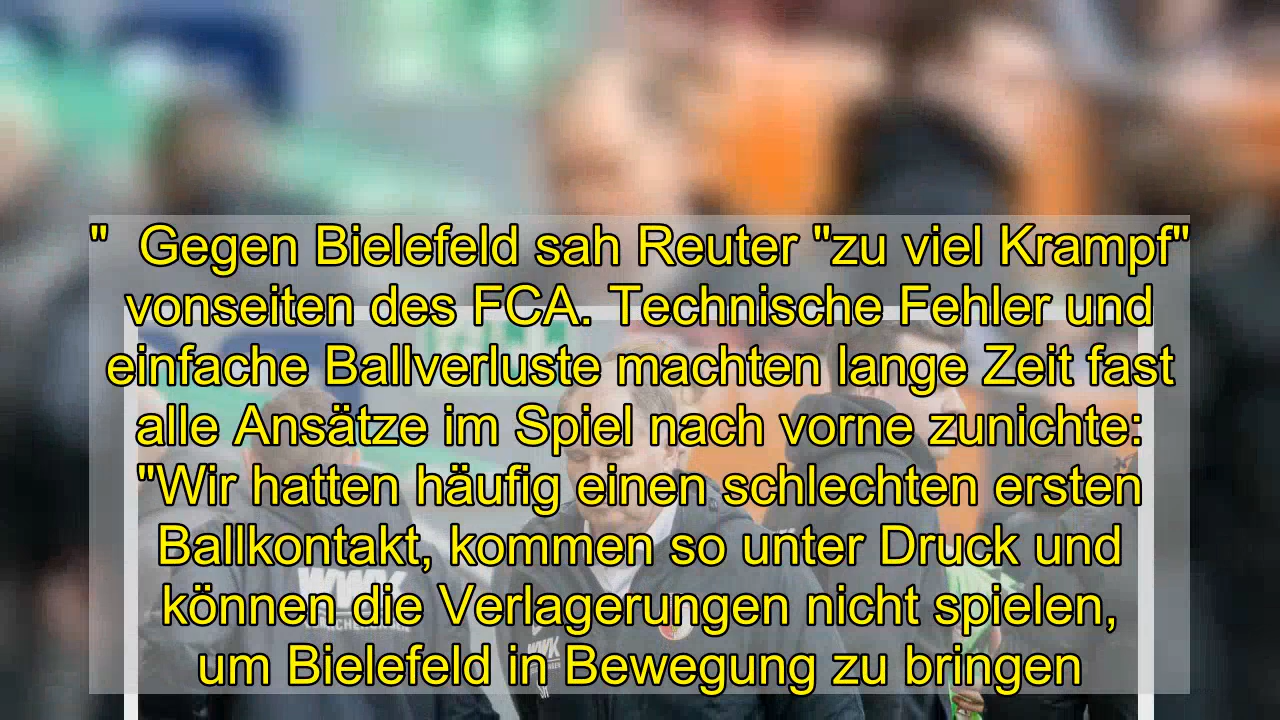 "  Gegen Bielefeld sah Reuter "zu viel Krampf"
vonseiten des FCA. Technische Fehler und
einfache Ballverluste machten lange Zeit fast
alle Ansätze im Spiel nach vorne zunichte:
"Wir hatten häufig einen schlechten ersten
Ballkontakt, kommen so unter Druck und
können die Verlagerungen nicht spielen,
um Bielefeld in Bewegung zu bringen
WWK
WWK